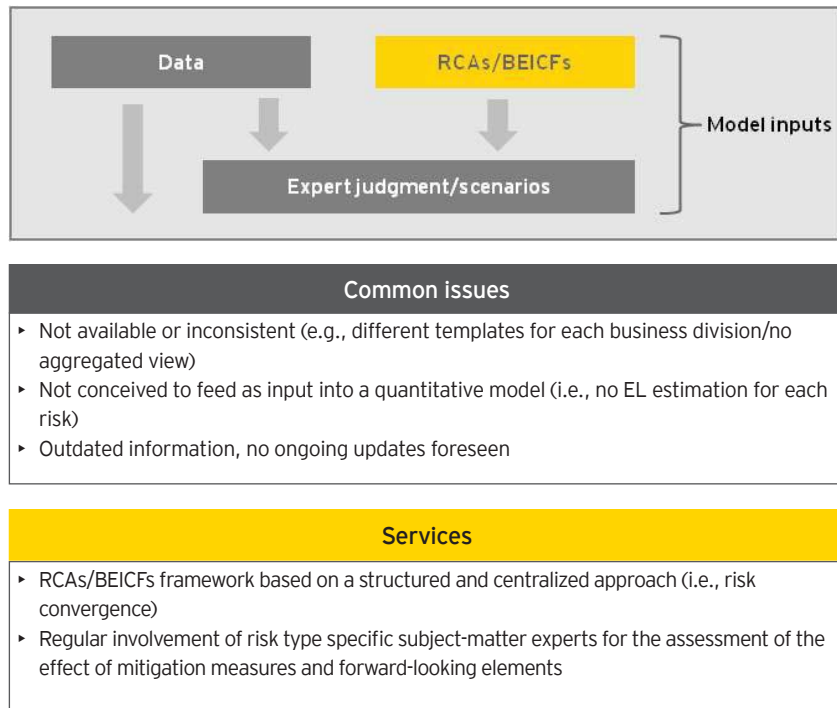 Data
RCAs/BEICFs
Model inputs
Expert judgment/scenarios
Common issues
‣ Not available or inconsistent (e.g., different templates for each business division/no
aggregated view)
‣ Not conceived to feed as input into a quantitative model (i.e., no EL estimation for each
risk)
‣ Outdated information, no ongoing updates foreseen
Services
‣ RCAs/BEICFs framework based on a structured and centralized approach (i.e., risk
convergence)
‣ Regular involvement of risk type specific subject-matter experts for the assessment of the
effect of mitigation measures and forward-looking elements